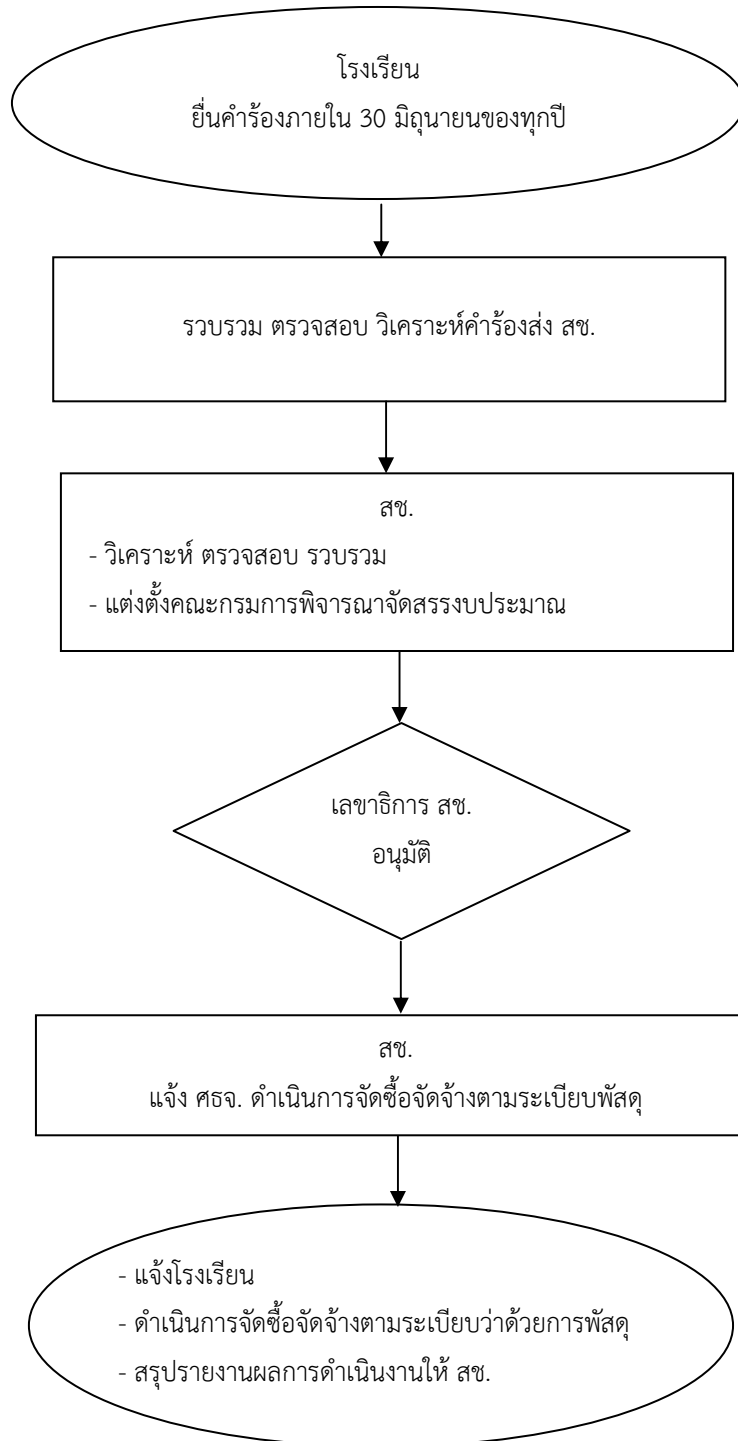 โรงเรียน
ยื่นคำร้องภายใน 30 มิถุนายนของทุกปี
รวบรวม ตรวจสอบ วิเคราะห์คำร้องส่ง สช.
สช.
- วิเคราะห์ ตรวจสอบ รวบรวม
- แต่งตั้งคณะกรมการพิจารณาจัดสรรงบประมาณ
เลขาธิการ สช.
อนุมัติ
สช.
แจ้ง ศธจ. ดำเนินการจัดซื้อจัดจ้างตามระเบียบพัสดุ
- แจ้งโรงเรียน
- ดำเนินการจัดซื้อจัดจ้างตามระเบียบว่าด้วยการพัสดุ
- สรุปรายงานผลการดำเนินงานให้ สช.